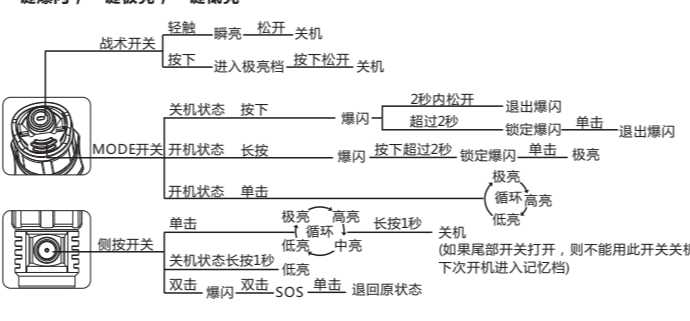 战术开关 轻触 瞬亮 松开 关机
按下 进入极亮档 按下松开 关机
MODE开关 关机状态 按下 爆闪 2秒内松开 退出爆闪
超过2秒 锁定爆闪 单击 退出爆闪
开机状态 长按 爆闪 按下超过2秒 锁定爆闪 单击 极亮
开机状态 单击 极亮 循环 高亮 低亮
侧按开关 单击 极亮 高亮 循环 低亮 中亮 长按1秒 关机
(如果尾部开关打开，则不能用此开关关机
下次开机进入记忆档)
关机状态长按1秒 低亮
双击 爆闪 双击 SOS 单击 退回原状态